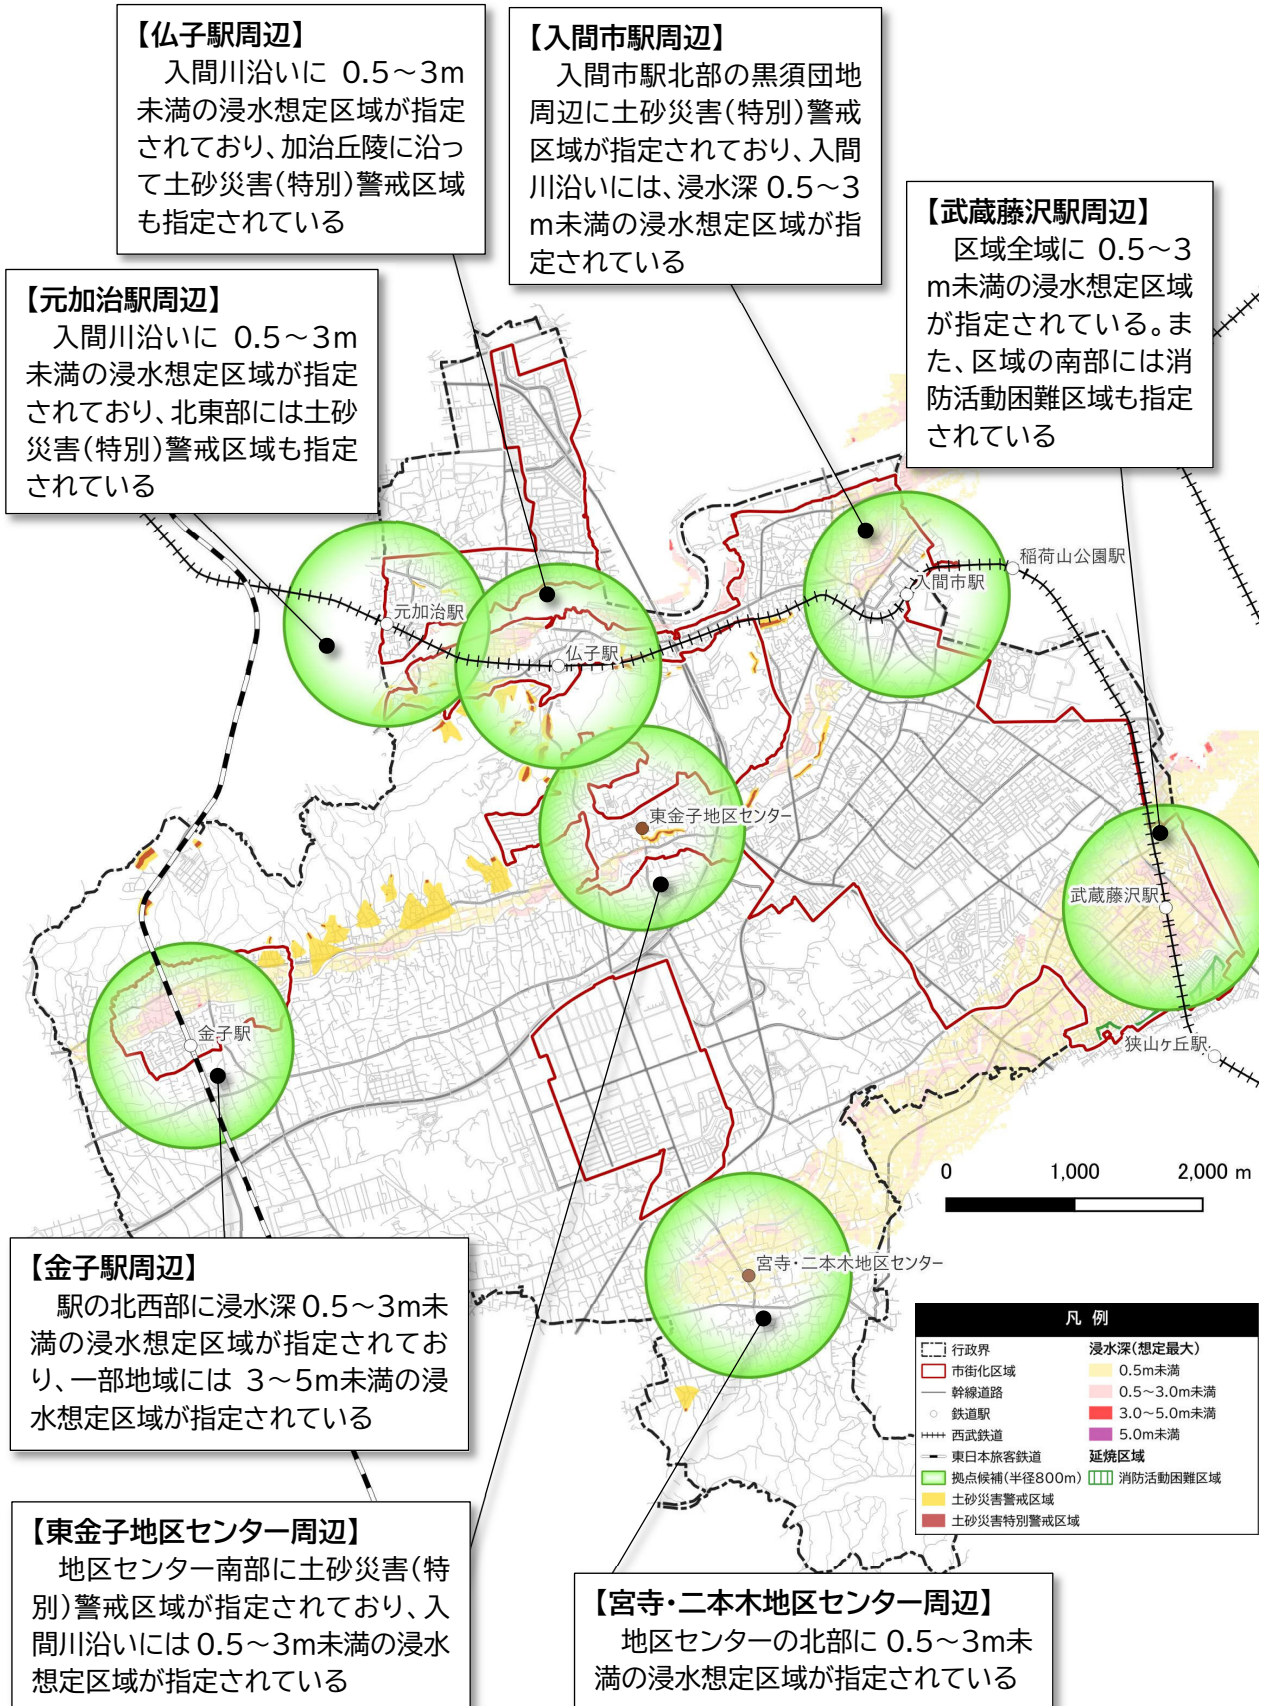 【仏子駅周辺】
入間川沿いに 0.5～3m
未満の浸水想定区域が指定
されており、加治丘陵に沿っ
て土砂災害(特別)警戒区域
も指定されている
【入間市駅周辺】
入間市駅北部の黒須団地
周辺に土砂災害(特別)警戒
区域が指定されており、入間
川沿いには、浸水深 0.5～3
m未満の浸水想定区域が指
定されている
【武蔵藤沢駅周辺】
区域全域に 0.5～3
m未満の浸水想定区域
が指定されている。ま
た、区域の南部には消
防活動困難区域も指定
されている
【元加治駅周辺】
入間川沿いに 0.5～3m
未満の浸水想定区域が指定
されており、北東部には土砂
災害(特別)警戒区域も指定
されている
稲荷山公園駅
入間市駅
元加治駅
仏子駅
東金子地区センター
武蔵藤沢駅
金子駅
狭山ヶ丘駅
0 1,000 2,000 m
宮寺・二本木地区センター
【金子駅周辺】
駅の北西部に浸水深 0.5～3m未
満の浸水想定区域が指定されてお
り、一部地域には 3～5m未満の浸
水想定区域が指定されている
【東金子地区センター周辺】
地区センター南部に土砂災害(特
別)警戒区域が指定されており、入
間川沿いには 0.5～3m未満の浸水
想定区域が指定されている
【宮寺・二本木地区センター周辺】
地区センターの北部に 0.5～3m未
満の浸水想定区域が指定されている
凡 例
行政界
市街化区域
幹線道路
鉄道駅
西武鉄道
東日本旅客鉄道
拠点候補(半径800m)
土砂災害警戒区域
土砂災害特別警戒区域
浸水深(想定最大)
0.5m未満
0.5～3.0m未満
3.0～5.0m未満
5.0m未満
延焼区域
消防活動困難区域